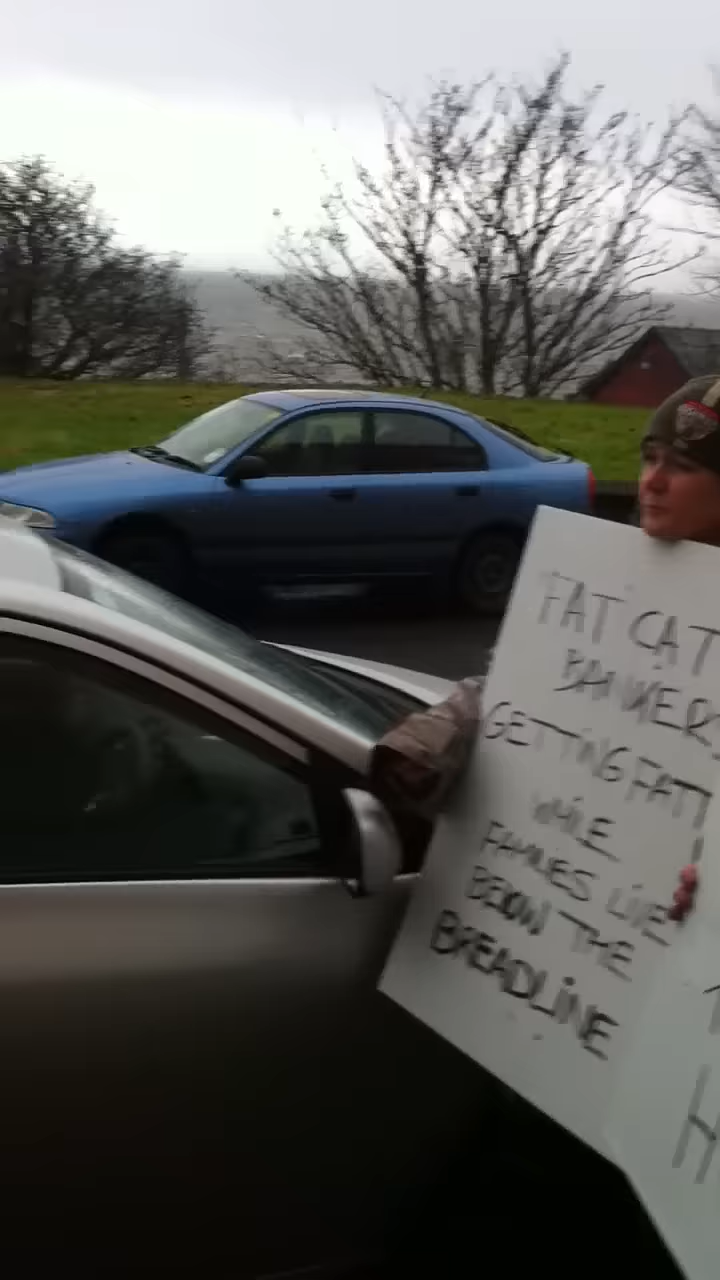 FAT CAT
BANKERS
GETTING FATT
WHILE
FAMILIES LIVE
BELOW THE
BREADLINE
H